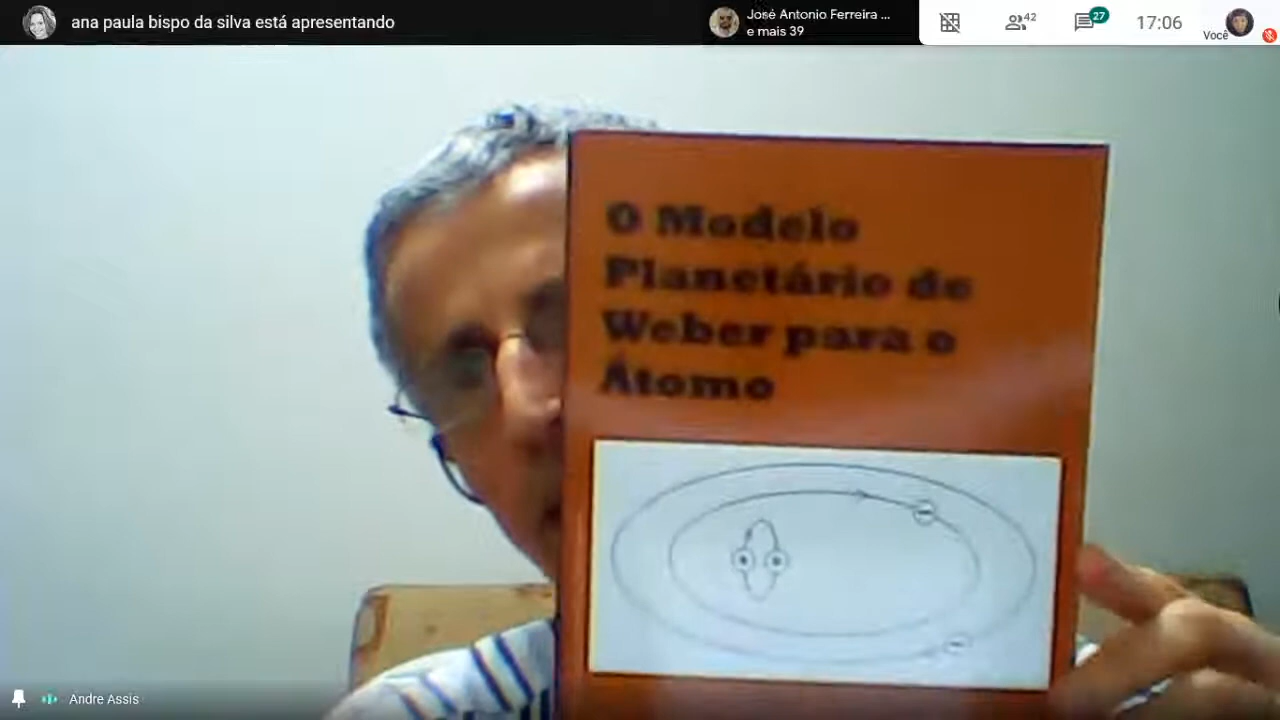 ana paula bispo da silva está apresentando
José Antonio Ferreira ...
e mais 39
42
27
17:06
Você
O Modelo
Planetário de
Weber para o
Átomo
Andre Assis